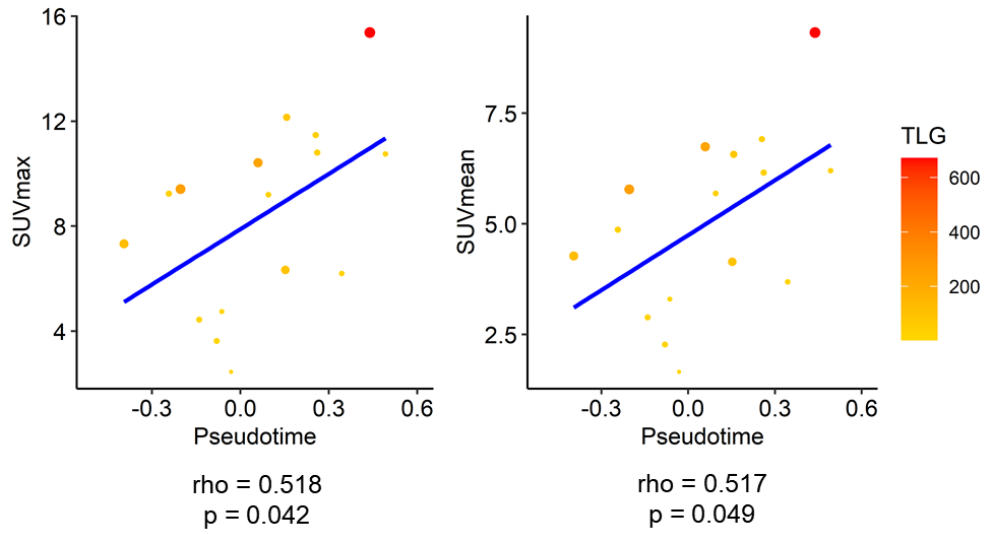 16
12
8
4
SUVmax
-0.3 0.0 0.3 0.6
Pseudotime
rho = 0.518
p = 0.042
7.5
5.0
2.5
SUVmean
-0.3 0.0 0.3 0.6
Pseudotime
rho = 0.517
p = 0.049
TLG
600
400
200